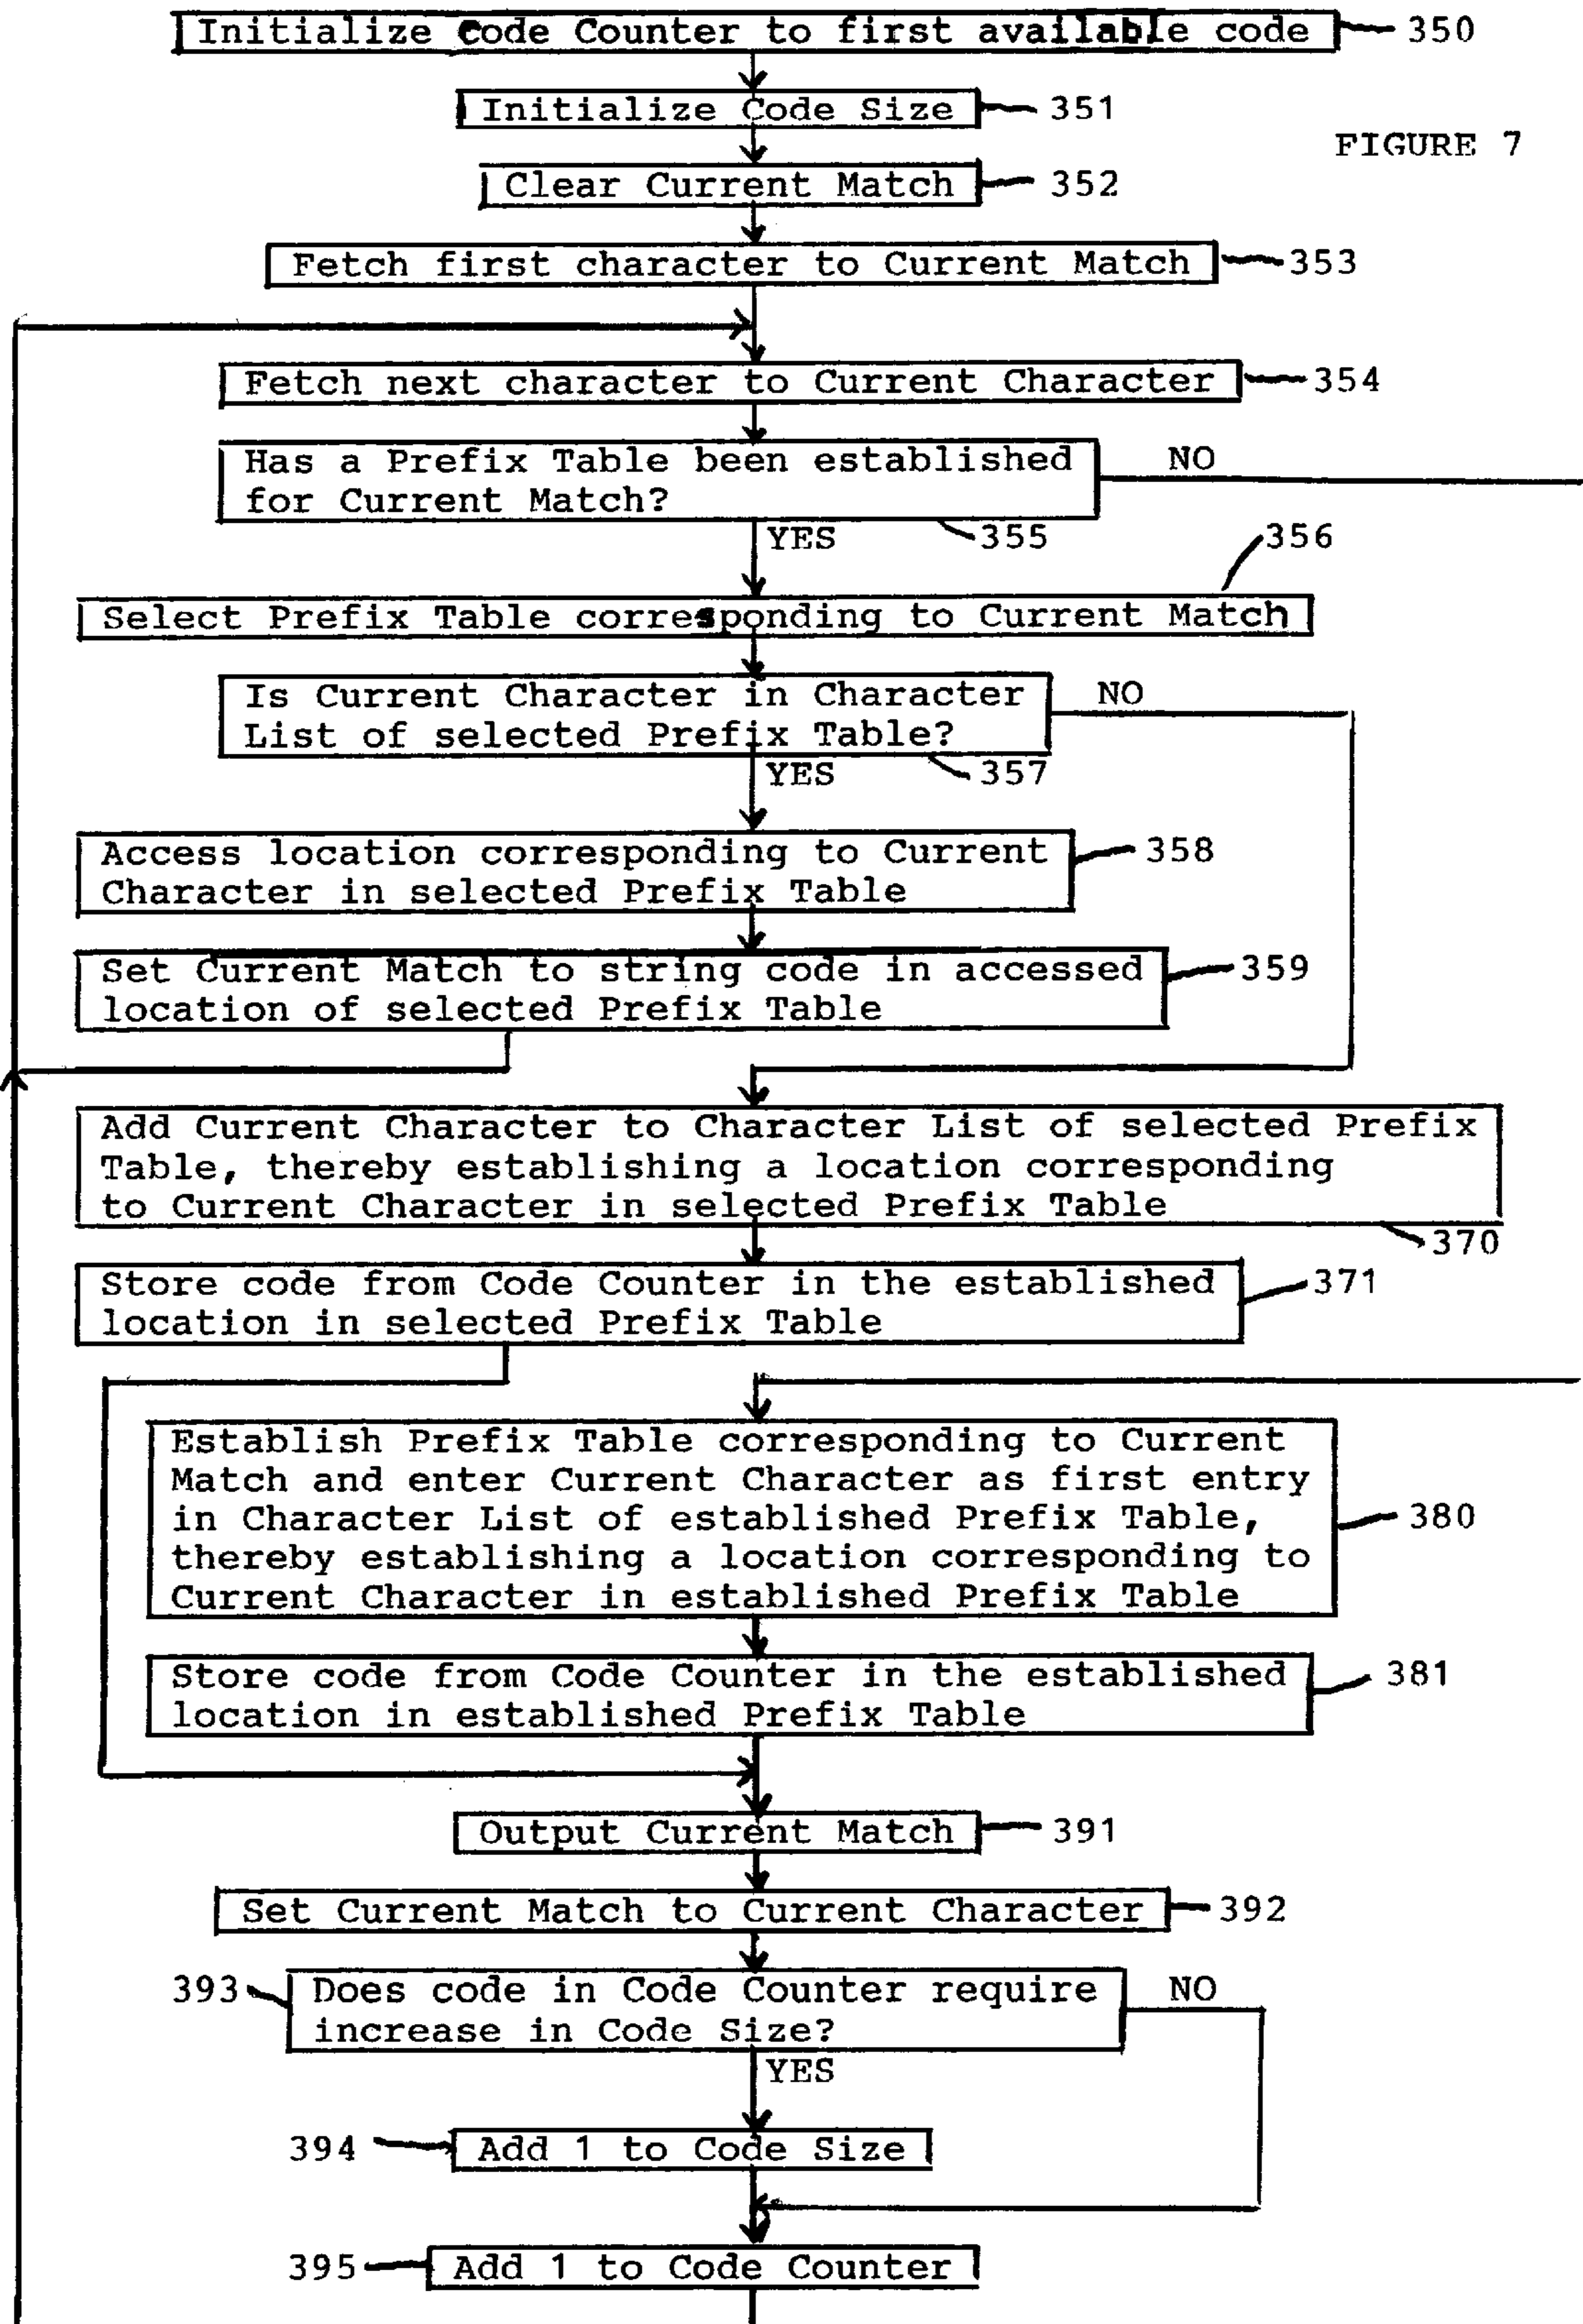 Initialize Code Counter to first available code 350
Initialize Code Size 351
FIGURE 7
Clear Current Match 352
Fetch first character to Current Match 353
Fetch next character to Current Character 354
Has a Prefix Table been established NO
for Current Match?
YES 355 356
Select Prefix Table corresponding to Current Match
Is Current Character in Character NO
List of selected Prefix Table?
YES 357
Access location corresponding to Current 358
Character in selected Prefix Table
Set Current Match to string code in accessed 359
location of selected Prefix Table
Add Current Character to Character List of selected Prefix
Table, thereby establishing a location corresponding
to Current Character in selected Prefix Table
370
Store code from Code Counter in the established 371
location in selected Prefix Table
Establish Prefix Table corresponding to Current
Match and enter Current Character as first entry
in Character List of established Prefix Table, 380
thereby establishing a location corresponding to
Current Character in established Prefix Table
Store code from Code Counter in the established 381
location in established Prefix Table
Output Current Match 391
Set Current Match to Current Character 392
393 Does code in Code Counter require NO
increase in Code Size?
YES
394 Add 1 to Code Size
395 Add 1 to Code Counter